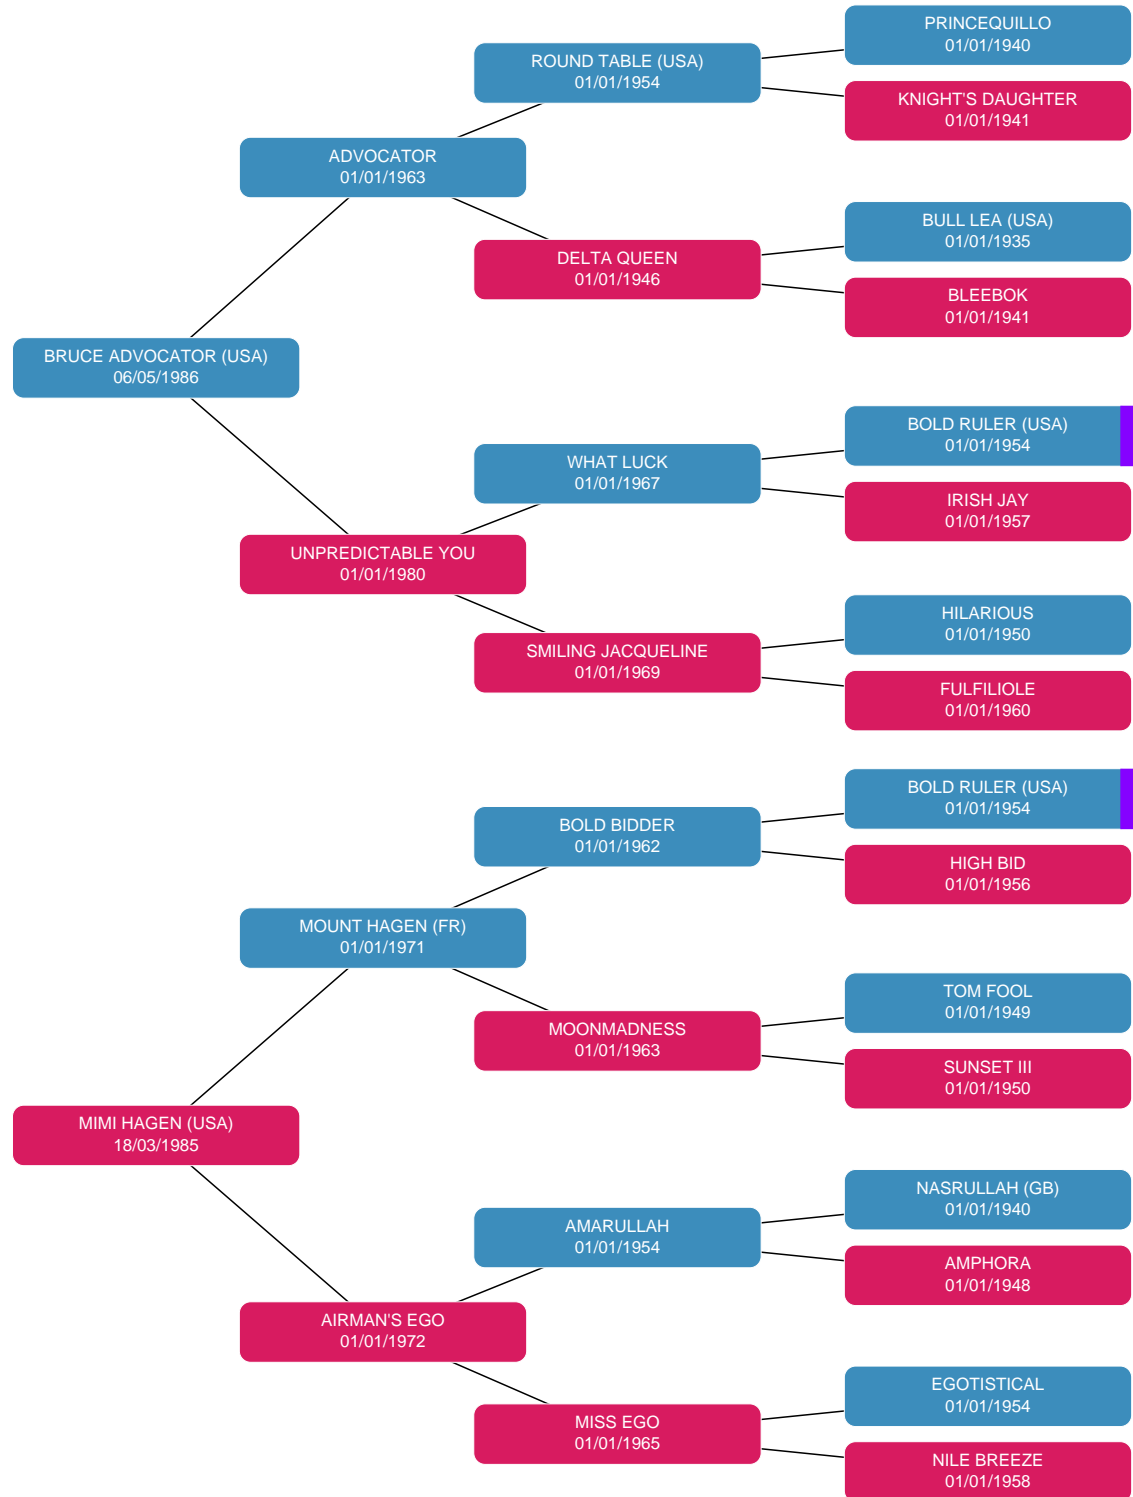 PRINCEQUILLO
01/01/1940
ROUND TABLE (USA)
01/01/1954
KNIGHT'S DAUGHTER
01/01/1941
ADVOCATOR
01/01/1963
BULL LEA (USA)
01/01/1935
DELTA QUEEN
01/01/1946
BLEEBOK
01/01/1941
BRUCE ADVOCATOR (USA)
06/05/1986
BOLD RULER (USA)
01/01/1954
WHAT LUCK
01/01/1967
IRISH JAY
01/01/1957
UNPREDICTABLE YOU
01/01/1980
HILARIOUS
01/01/1950
SMILING JACQUELINE
01/01/1969
FULFILIOLE
01/01/1960
BOLD RULER (USA)
01/01/1954
BOLD BIDDER
01/01/1962
HIGH BID
01/01/1956
MOUNT HAGEN (FR)
01/01/1971
TOM FOOL
01/01/1949
MOONMADNESS
01/01/1963
SUNSET III
01/01/1950
MIMI HAGEN (USA)
18/03/1985
NASRULLAH (GB)
01/01/1940
AMARULLAH
01/01/1954
AMPHORA
01/01/1948
AIRMAN'S EGO
01/01/1972
EGOTISTICAL
01/01/1954
MISS EGO
01/01/1965
NILE BREEZE
01/01/1958